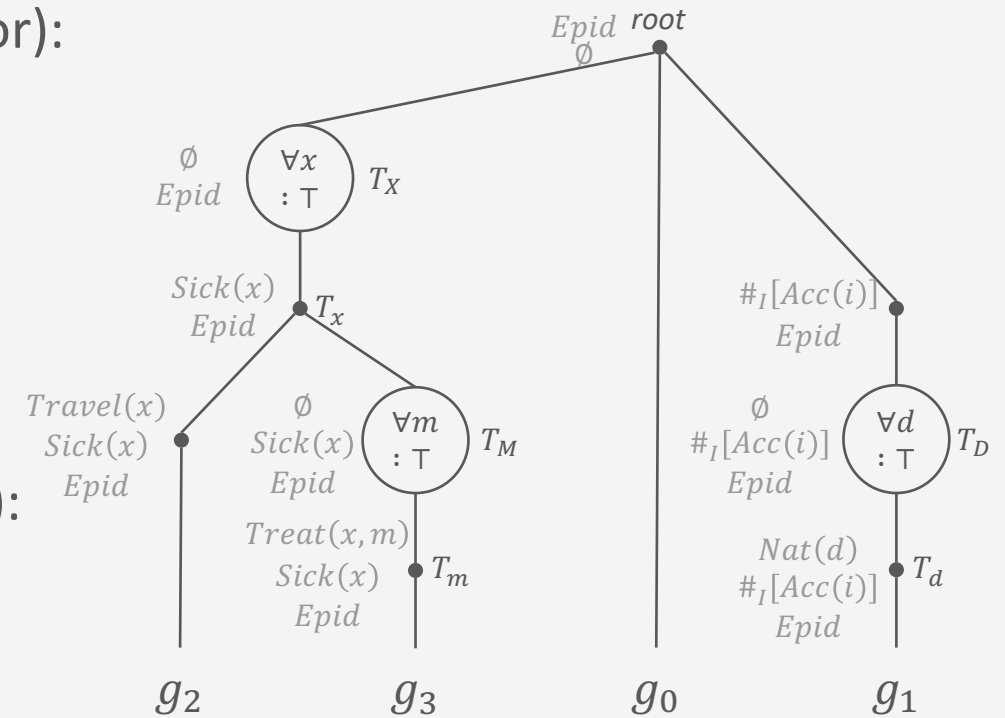 or):
Epid root
∅
∀x
: ⊤
T_X
∅
Epid
Sick(x)
Epid
T_x
#_I[Acc(i)]
Epid
Travel(x)
Sick(x)
Epid
∅
Sick(x)
Epid
∀m
: ⊤
T_M
∅
#_I[Acc(i)]
Epid
∀d
: ⊤
T_D
):
Treat(x, m)
Sick(x)
Epid
T_m
Nat(d)
#_I[Acc(i)]
Epid
T_d
g_2 g_3 g_0 g_1